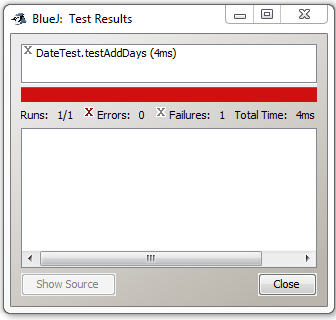 BlueJ: Test Results
DateTest.testAddDays (4ms)
Runs: 1/1 X Errors: 0 X Failures: 1 Total Time: 4ms
Show Source Close